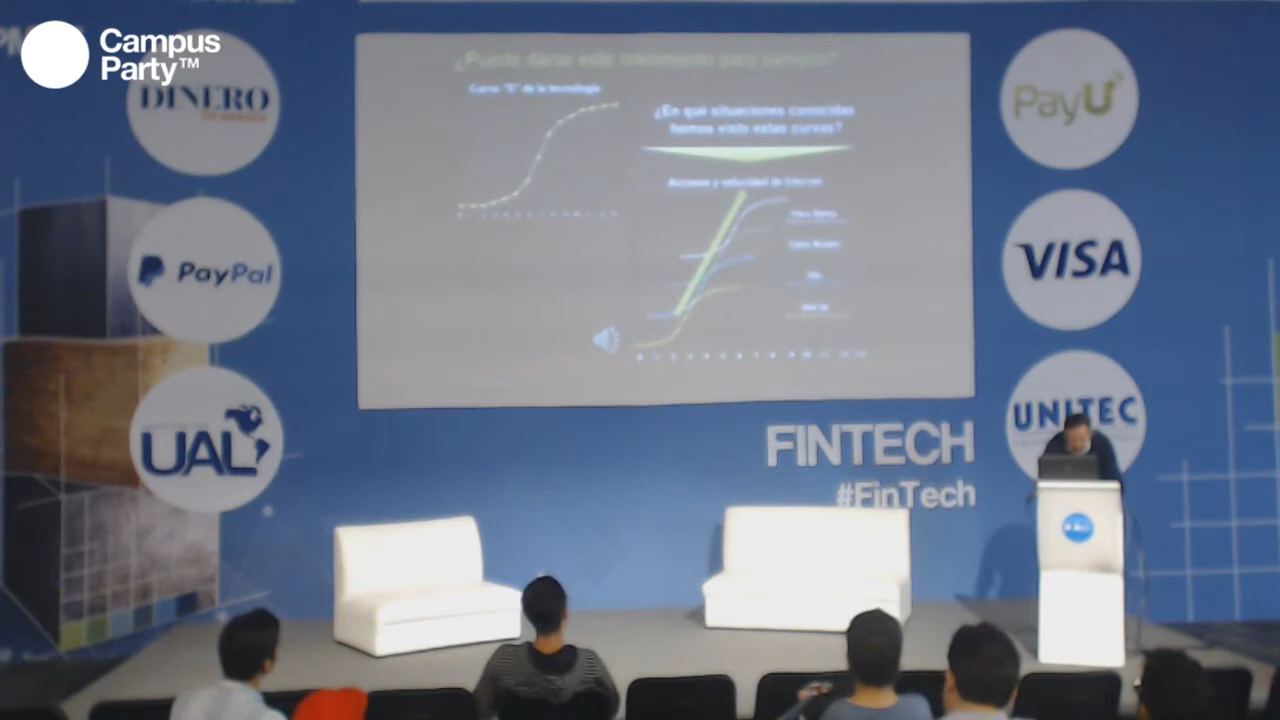 Campus
Party™
DINERO
PayPal
UAL
¿Puede darse este crecimiento para siempre?
Curva "S" de la tecnología
¿En qué situaciones conocidas
hemos visto estas curvas?
Accesos y velocidad de Internet
PayU
VISA
UNITEC
FINTECH
#FinTech